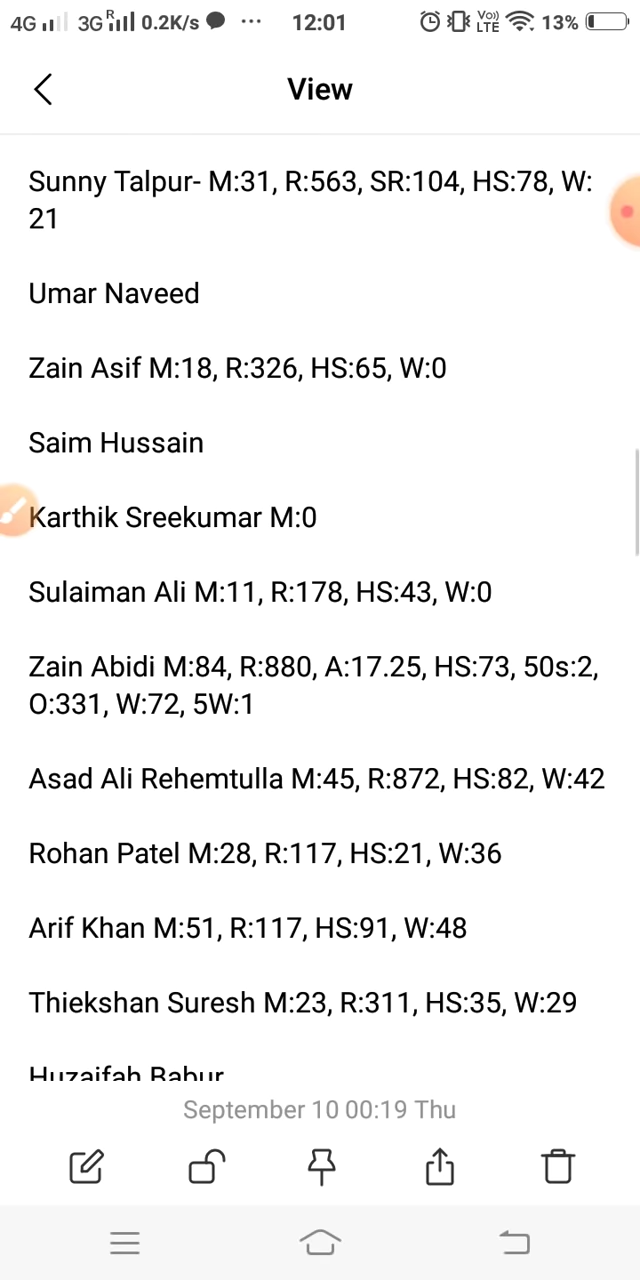 4G 3G R 0.2K/s ... 12:01 Vo)) LTE 13%
View
Sunny Talpur- M:31, R:563, SR:104, HS:78, W:
21
Umar Naveed
Zain Asif M:18, R:326, HS:65, W:0
Saim Hussain
Karthik Sreekumar M:0
Sulaiman Ali M:11, R:178, HS:43, W:0
Zain Abidi M:84, R:880, A:17.25, HS:73, 50s:2,
O:331, W:72, 5W:1
Asad Ali Rehemtulla M:45, R:872, HS:82, W:42
Rohan Patel M:28, R:117, HS:21, W:36
Arif Khan M:51, R:117, HS:91, W:48
Thiekshan Suresh M:23, R:311, HS:35, W:29
Huzaifah Babur
September 10 00:19 Thu